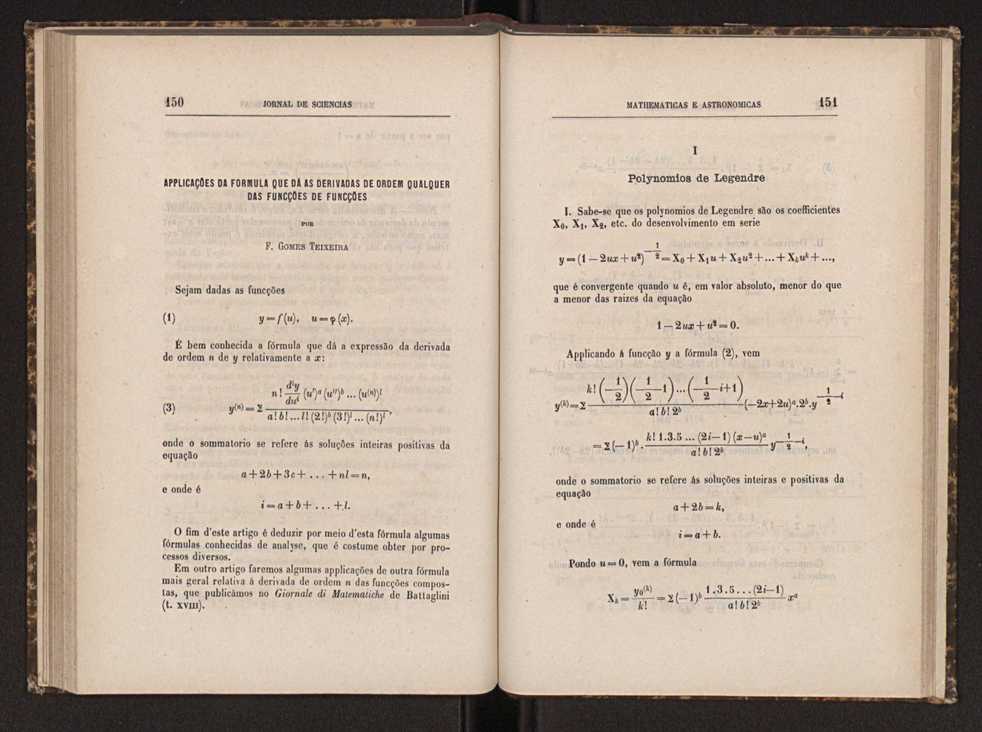 150 JORNAL DE SCIENCIAS
APPLICAÇÕES DA FORMULA QUE DÁ AS DERIVADAS DE ORDEM QUALQUER
DAS FUNCÇÕES DE FUNCÇÕES
POR
F. GOMES TEIXEIRA
Sejam dadas as funcções
(1) y = f(u), u = φ(x).
É bem conhecida a fórmula que dá a expressão da derivada
de ordem n de y relativamente a x:
(3) y⁽ⁿ⁾ = Σ n! dⁱy/duⁱ (u′)ᵃ (u″)ᵇ ... (u⁽ⁿ⁾)ˡ / a! b! ... l! (2!)ᵇ (3!)ᶜ ... (n!)ˡ,
onde o sommatorio se refere ás soluções inteiras positivas da
equação
a + 2b + 3c + . . . + nl = n,
e onde é
i = a + b + . . . + l.
O fim d'este artigo é deduzir por meio d'esta fórmula algumas
fórmulas conhecidas de analyse, que é costume obter por pro-
cessos diversos.
Em outro artigo faremos algumas applicações de outra fórmula
mais geral relativa á derivada de ordem n das funcções compos-
tas, que publicámos no Giornale di Matematiche de Battaglini
(t. XVIII).
MATHEMATICAS E ASTRONOMICAS 151
I
Polynomios de Legendre
I. Sabe-se que os polynomios de Legendre são os coefficientes
X₀, X₁, X₂, etc. do desenvolvimento em serie
y = (1 — 2ux + u²)^(—1/2) = X₀ + X₁u + X₂u² + ... + Xₖuᵏ + ...,
que é convergente quando u é, em valor absoluto, menor do que
a menor das raizes da equação
1 — 2ux + u² = 0.
Applicando á funcção y a fórmula (2), vem
y⁽ᵏ⁾ = Σ k! (—1/2)(—1/2—1)...(—1/2—i+1) / a! b! 2ᵇ (—2x+2u)ᵃ . 2ᵇ . y^(—1/2—i)
= Σ (—1)ᵇ . k! 1.3.5 ... (2i—1) (x—u)ᵃ / a! b! 2ᵇ y^(—1/2—i),
onde o sommatorio se refere ás soluções inteiras e positivas da
equação
a + 2b = k,
e onde é
i = a + b.
Pondo u = 0, vem a fórmula
Xₖ = y₀⁽ᵏ⁾/k! = Σ (—1)ᵇ 1.3.5...(2i—1) / a! b! 2ᵇ xᵃ